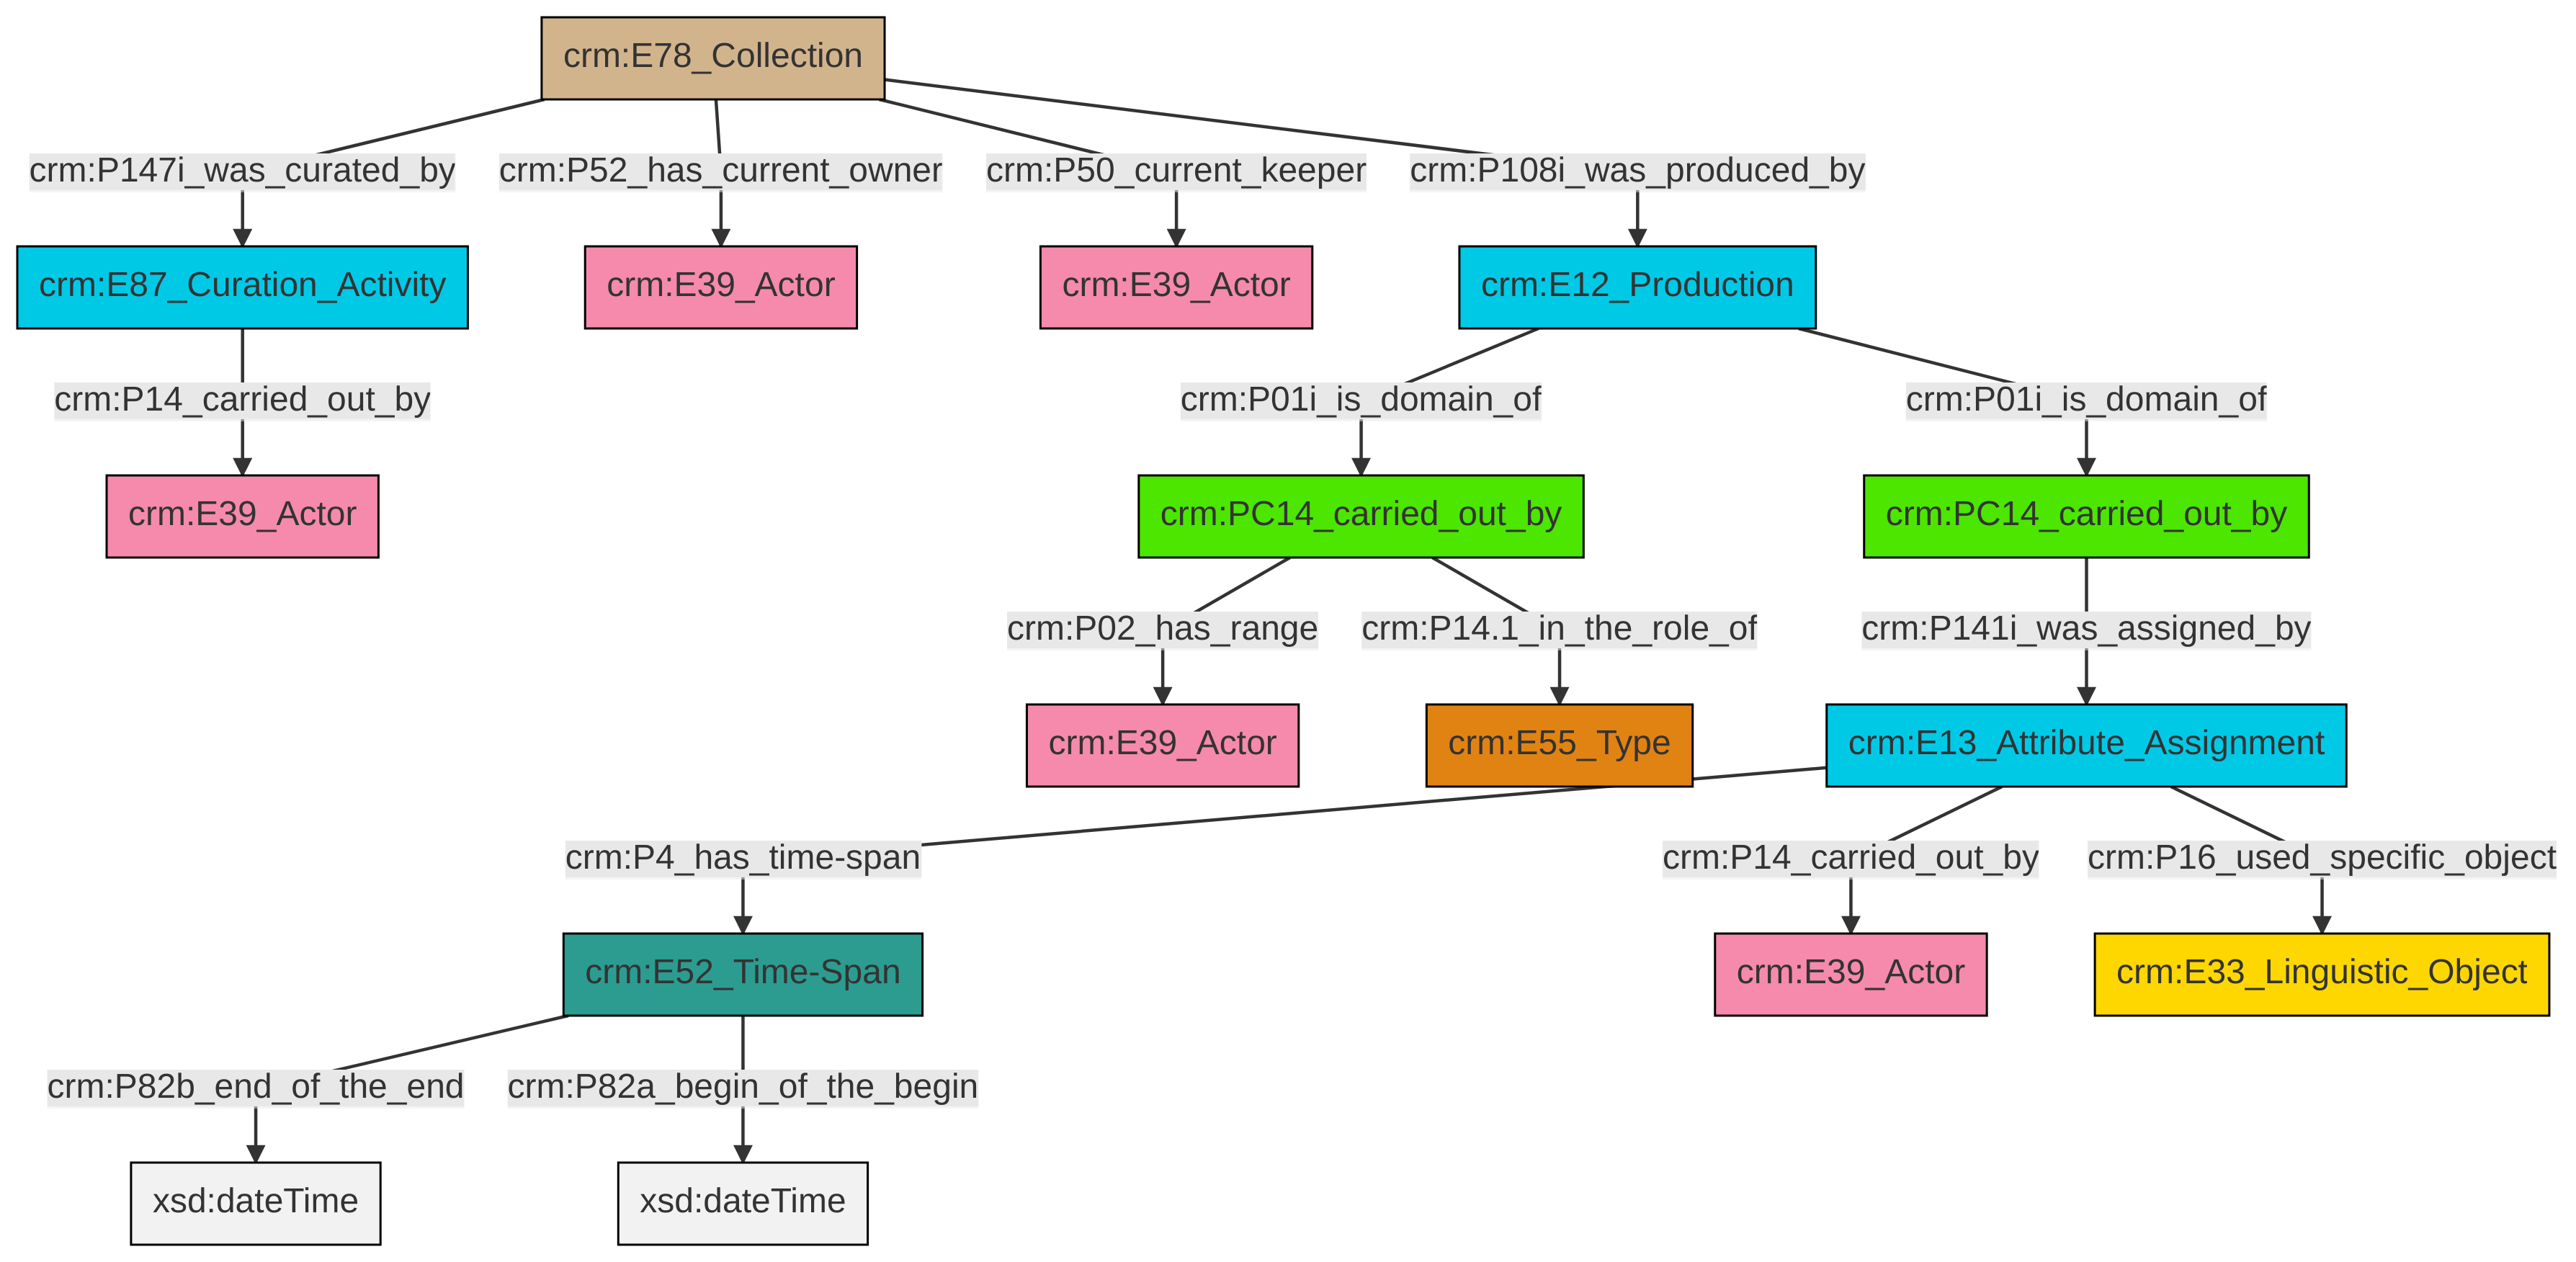 crm:E78_Collection
crm:P147i_was_curated_by
crm:P52_has_current_owner
crm:P50_current_keeper
crm:P108i_was_produced_by
crm:E87_Curation_Activity
crm:E39_Actor
crm:E39_Actor
crm:E12_Production
crm:P14_carried_out_by
crm:P01i_is_domain_of
crm:P01i_is_domain_of
crm:E39_Actor
crm:PC14_carried_out_by
crm:PC14_carried_out_by
crm:P02_has_range
crm:P14.1_in_the_role_of
crm:P141i_was_assigned_by
crm:E39_Actor
crm:E55_Type
crm:E13_Attribute_Assignment
crm:P4_has_time-span
crm:P14_carried_out_by
crm:P16_used_specific_object
crm:E52_Time-Span
crm:E39_Actor
crm:E33_Linguistic_Object
crm:P82b_end_of_the_end
crm:P82a_begin_of_the_begin
xsd:dateTime
xsd:dateTime